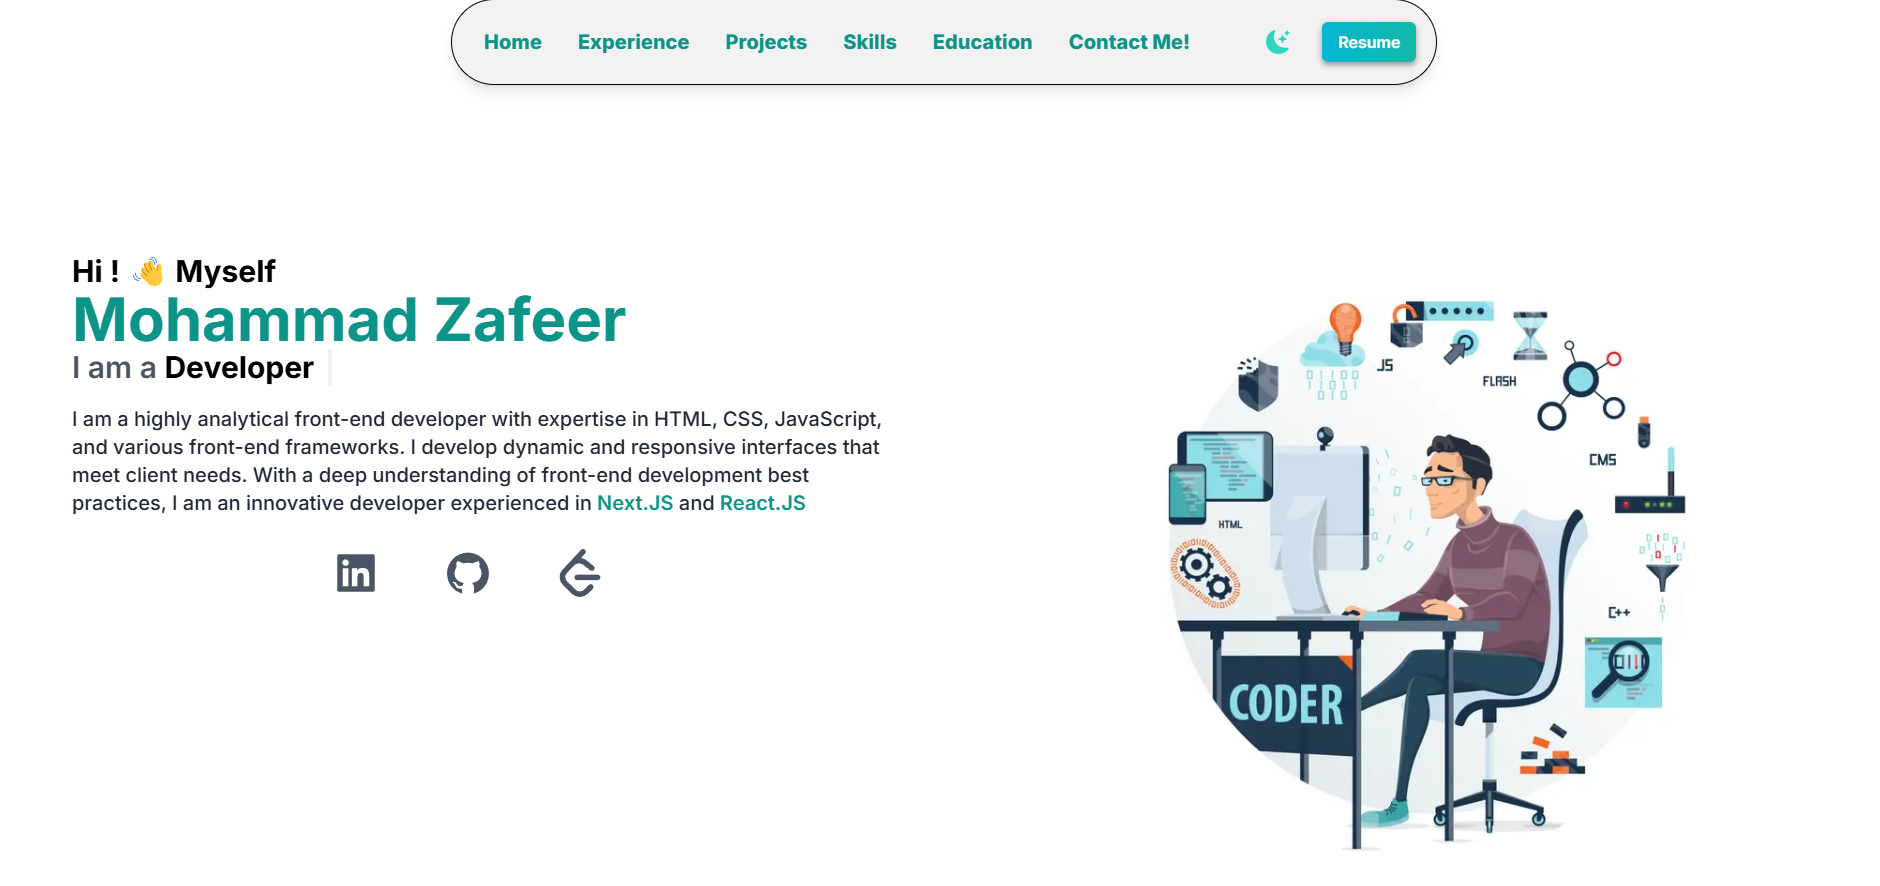 Home Experience Projects Skills Education Contact Me! Resume
Hi ! 👋 Myself
Mohammad Zafeer
I am a Developer
I am a highly analytical front-end developer with expertise in HTML, CSS, JavaScript,
and various front-end frameworks. I develop dynamic and responsive interfaces that
meet client needs. With a deep understanding of front-end development best
practices, I am an innovative developer experienced in Next.JS and React.JS
in
JS
FLASH
CMS
HTML
C++
CODER